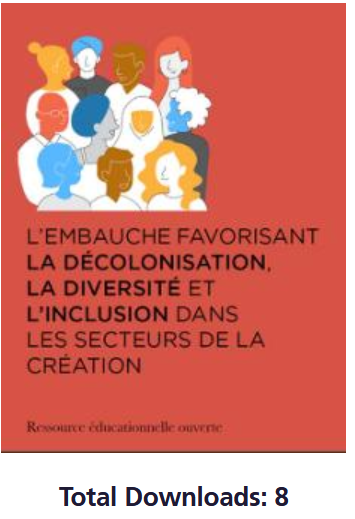 L'EMBAUCHE FAVORISANT
LA DÉCOLONISATION,
LA DIVERSITÉ ET
L'INCLUSION DANS
LES SECTEURS DE LA
CRÉATION
Ressource éducationnelle ouverte
Total Downloads: 8